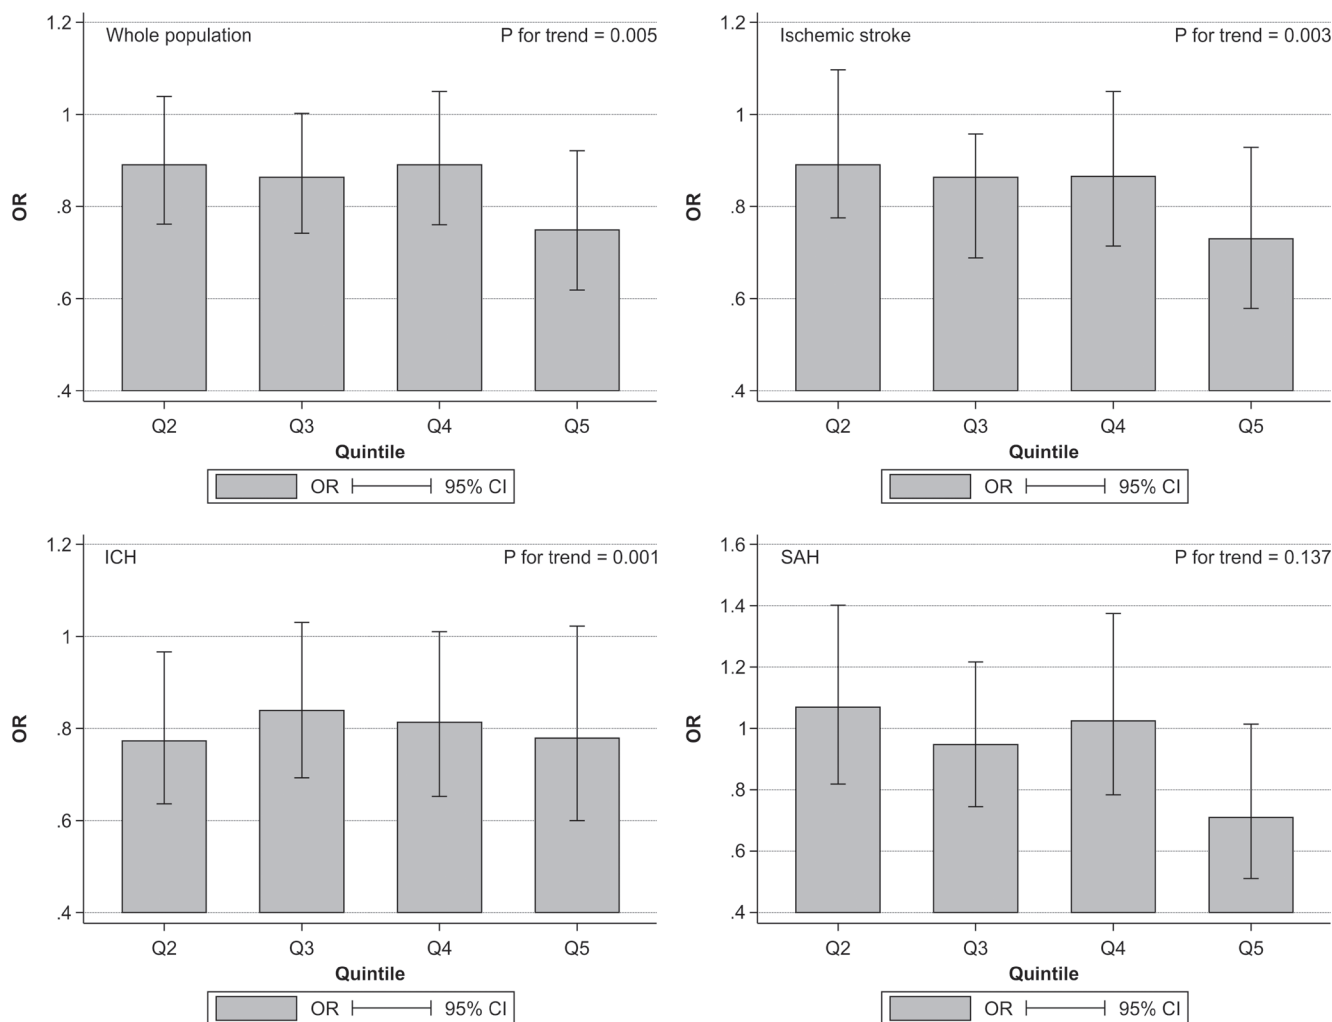 Whole population P for trend = 0.005
1.2
1
.8
.6
.4
OR
Q2 Q3 Q4 Q5
Quintile
OR 95% CI
Ischemic stroke P for trend = 0.003
1.2
1
.8
.6
.4
OR
Q2 Q3 Q4 Q5
Quintile
OR 95% CI
ICH P for trend = 0.001
1.2
1
.8
.6
.4
OR
Q2 Q3 Q4 Q5
Quintile
OR 95% CI
SAH P for trend = 0.137
1.6
1.4
1.2
1
.8
.6
.4
OR
Q2 Q3 Q4 Q5
Quintile
OR 95% CI